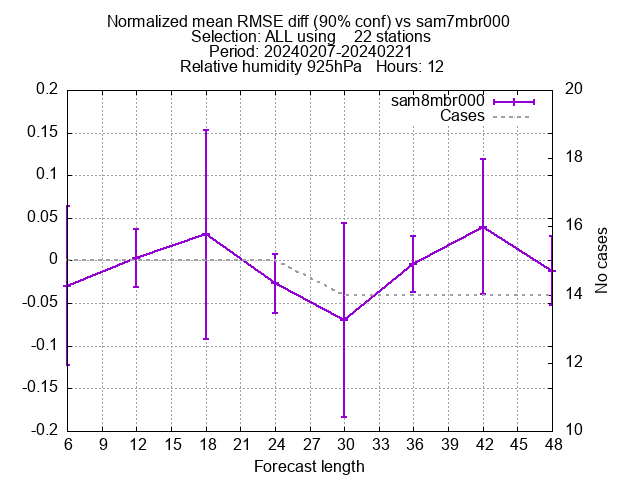 Normalized mean RMSE diff (90% conf) vs sam7mbr000
Selection: ALL using    22 stations
Period: 20240207-20240221
Relative humidity 925hPa   Hours: 12
sam8mbr000
Cases
0.2
0.15
0.1
0.05
0
-0.05
-0.1
-0.15
-0.2
20
18
16
14
12
10
No cases
6 9 12 15 18 21 24 27 30 33 36 39 42 45 48
Forecast length